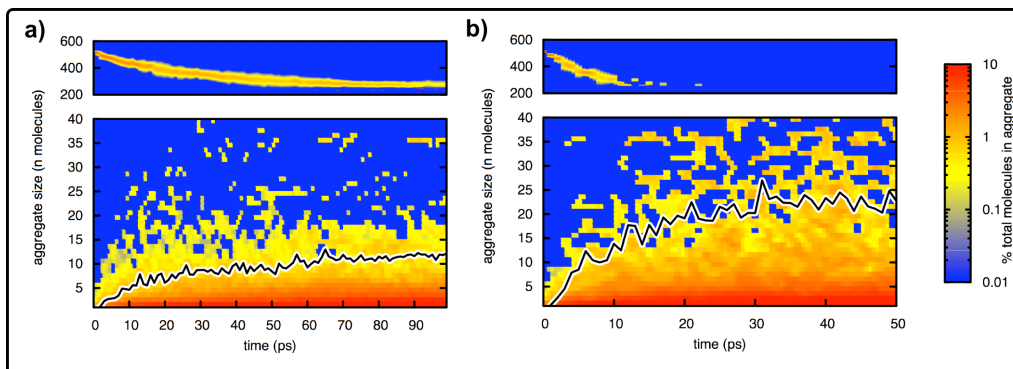 a)
600
400
200
40
35
30
25
20
15
10
5
0 10 20 30 40 50 60 70 80 90
time (ps)
aggregate size (n molecules)
b)
600
400
200
40
35
30
25
20
15
10
5
0 10 20 30 40 50
time (ps)
aggregate size (n molecules)
10
1
0.1
0.01
% total molecules in aggregate